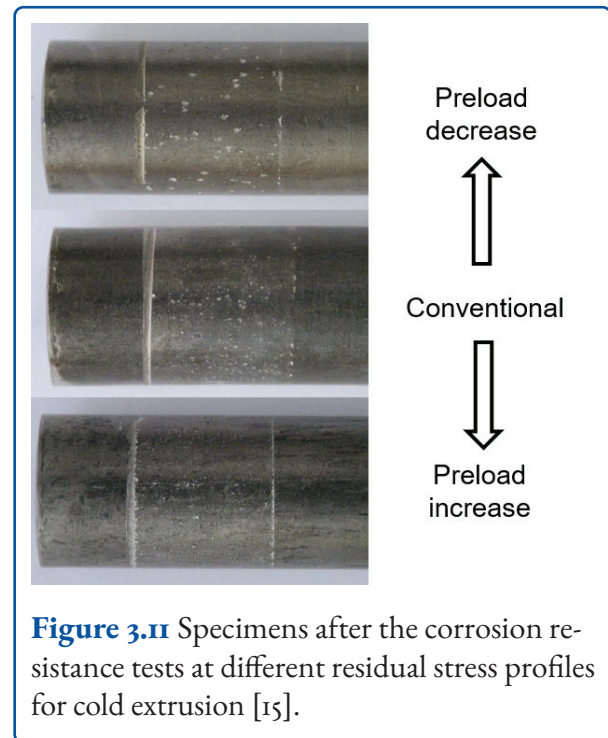 Preload
decrease
Conventional
Preload
increase
Figure 3.11 Specimens after the corrosion re-
sistance tests at different residual stress profiles
for cold extrusion [15].